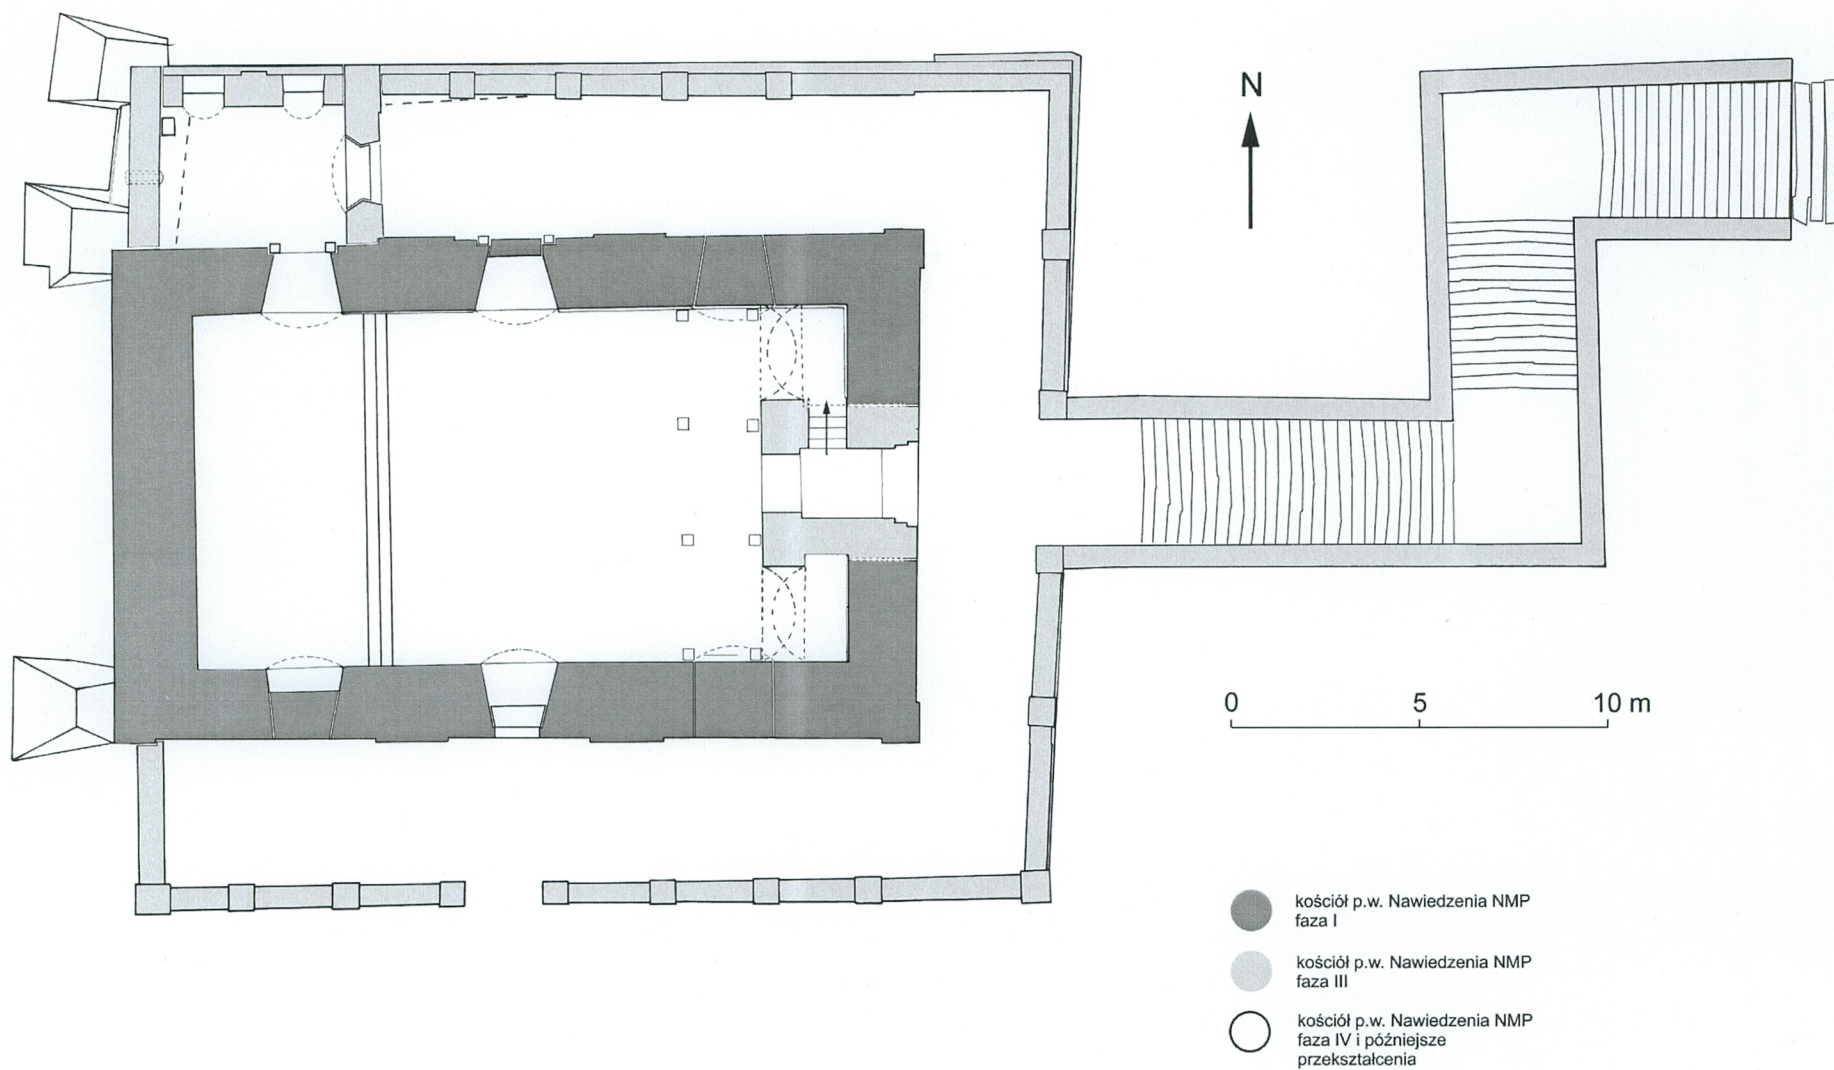 N
0 5 10 m
kościół p.w. Nawiedzenia NMP
faza I
kościół p.w. Nawiedzenia NMP
faza III
kościół p.w. Nawiedzenia NMP
faza IV i późniejsze
przekształcenia